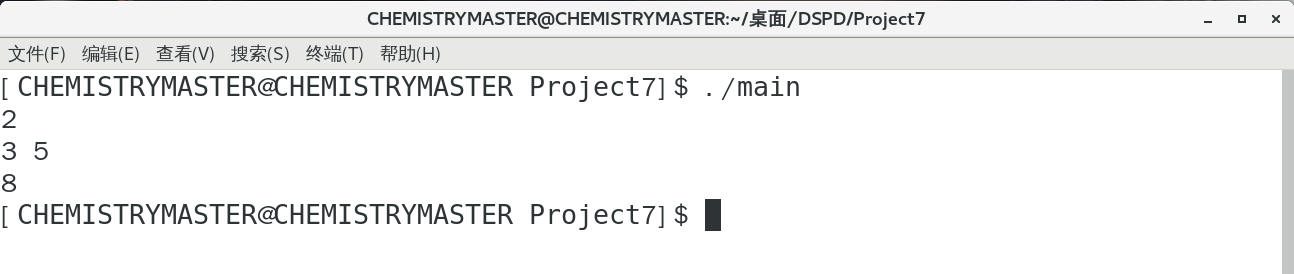 CHEMISTRYMASTER@CHEMISTRYMASTER:~/桌面/DSPD/Project7
文件(F) 编辑(E) 查看(V) 搜索(S) 终端(T) 帮助(H)
[CHEMISTRYMASTER@CHEMISTRYMASTER Project7]$ ./main
2
3 5
8
[CHEMISTRYMASTER@CHEMISTRYMASTER Project7]$